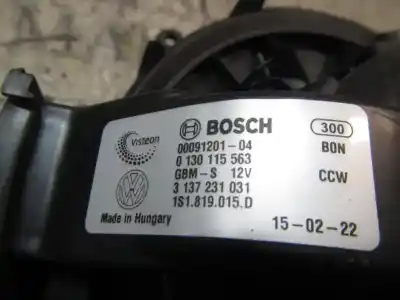 Visteon
BOSCH
300
00091201-04
BON
0 130 115 563
GBM-S 12V
CCW
3 137 231 031
1S1.819.015.D
Made in Hungary
15-02-22